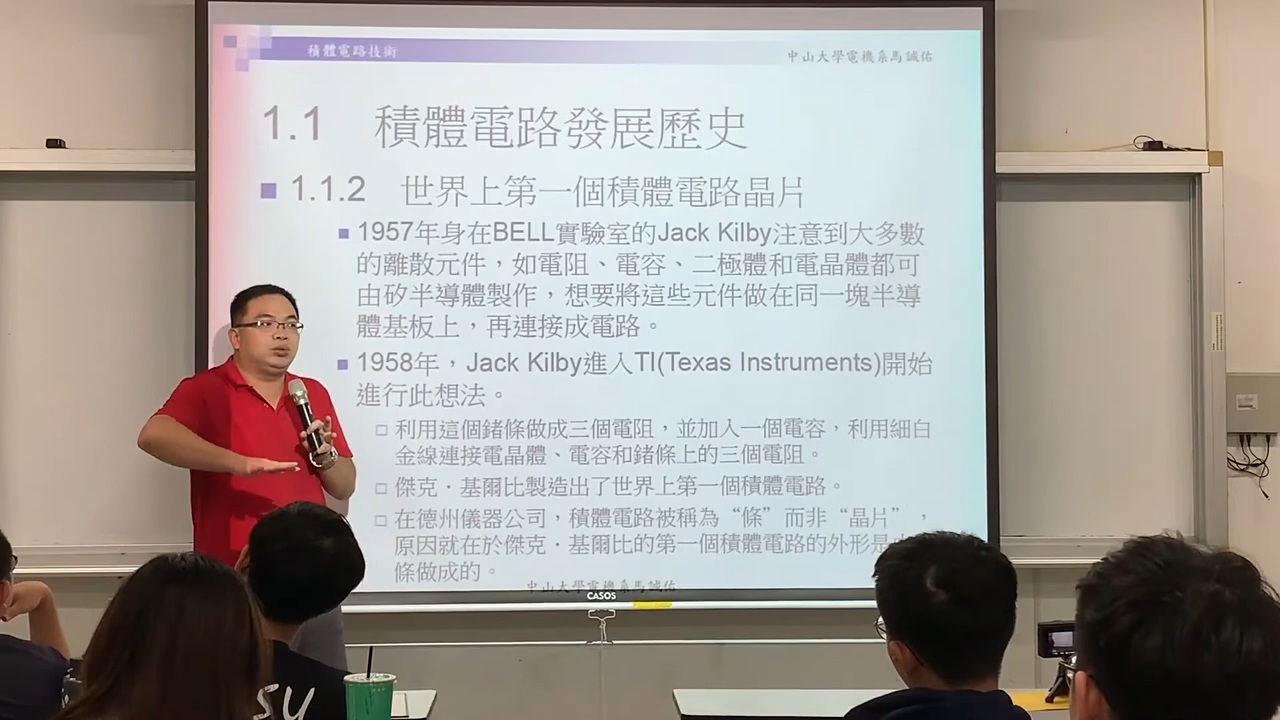 積體電路技術
中山大學電機系馬誠佑
1.1 積體電路發展歷史
1.1.2 世界上第一個積體電路晶片
1957年身在BELL實驗室的Jack Kilby注意到大多數
的離散元件，如電阻、電容、二極體和電晶體都可
由矽半導體製作，想要將這些元件做在同一塊半導
體基板上，再連接成電路。
1958年，Jack Kilby進入TI(Texas Instruments)開始
進行此想法。
利用這個鍺條做成三個電阻，並加入一個電容，利用細白
金線連接電晶體、電容和鍺條上的三個電阻。
傑克．基爾比製造出了世界上第一個積體電路。
在德州儀器公司，積體電路被稱為“條”而非“晶片”，
原因就在於傑克．基爾比的第一個積體電路的外形是
條做成的。
中山大學電機系馬誠佑
CASOS
SU